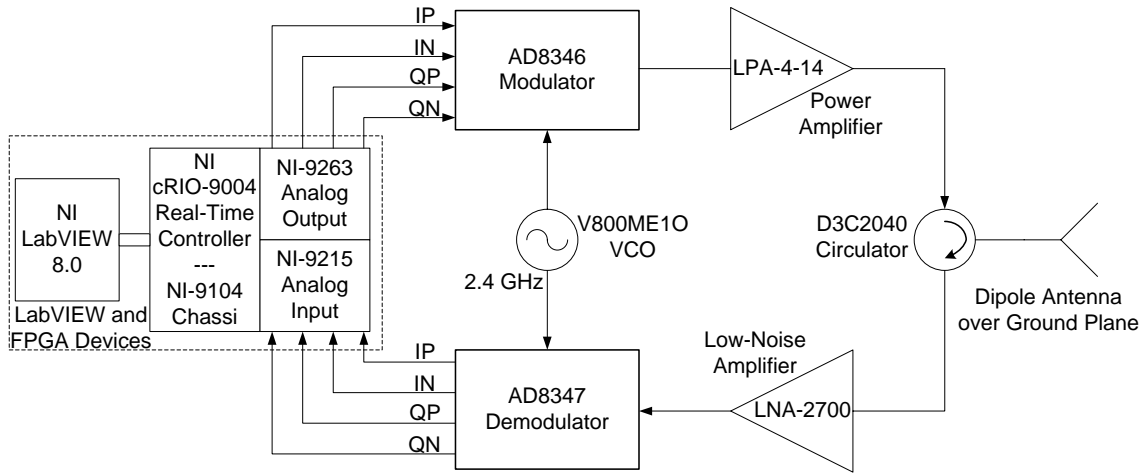 IP
IN
QP
QN
AD8346
Modulator
LPA-4-14
Power
Amplifier
NI
LabVIEW
8.0
NI
cRIO-9004
Real-Time
Controller
---
NI-9104
Chassi
NI-9263
Analog
Output
NI-9215
Analog
Input
LabVIEW and
FPGA Devices
V800ME1O
VCO
2.4 GHz
D3C2040
Circulator
Dipole Antenna
over Ground Plane
IP
IN
QP
QN
AD8347
Demodulator
Low-Noise
Amplifier
LNA-2700